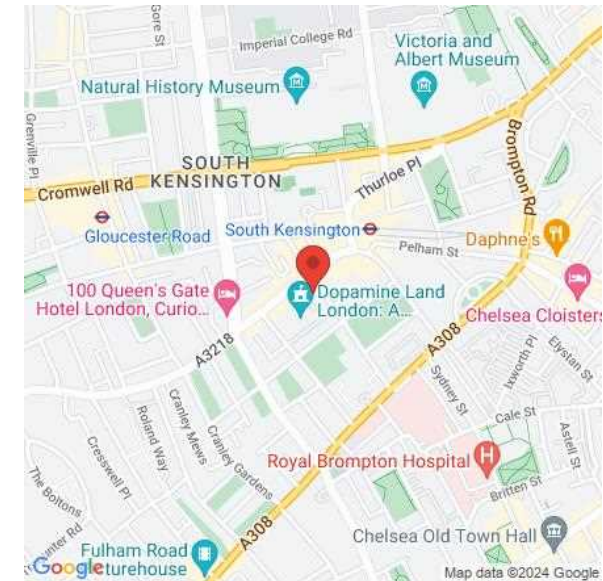 Gore St
Imperial College Rd
Victoria and
Albert Museum
Natural History Museum
Grenville Pl
SOUTH
KENSINGTON
Thurloe Pl
Brompton Rd
Cromwell Rd
Gloucester Road
South Kensington
Pelham St
Daphne's
100 Queen's Gate
Hotel London, Curio...
Dopamine Land
London: A...
Chelsea Cloisters
A3218
A308
Elystan St
Ixworth Pl
Sydney St
Cranley Mews
Roland Way
Cranley Gardens
Cresswell Pl
Cale St
Astell St
Royal Brompton Hospital
H
The Boltons
Britten St
A308
Chelsea Old Town Hall
unter Rd
Fulham Road
turehouse
Google
Map data ©2024 Google